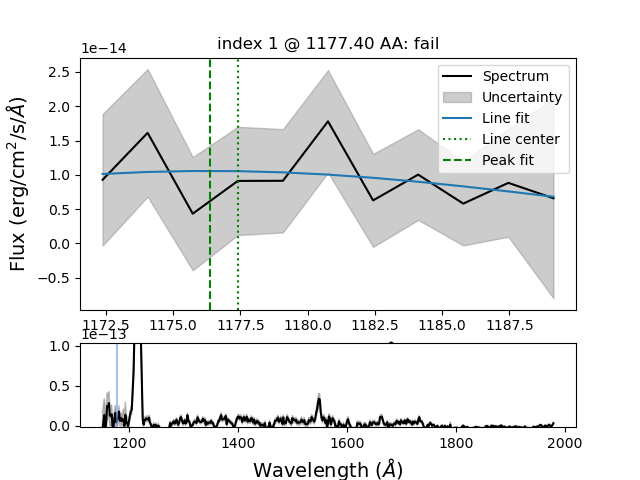 index 1 @ 1177.40 AA: fail
1e−14
2.5
2.0
1.5
1.0
0.5
0.0
−0.5
Flux (erg/cm²/s/Å)
Spectrum
Uncertainty
Line fit
Line center
Peak fit
1172.5 1175.0 1177.5 1180.0 1182.5 1185.0 1187.5
1e−13
1.0
0.5
0.0
1200 1400 1600 1800 2000
Wavelength (Å)